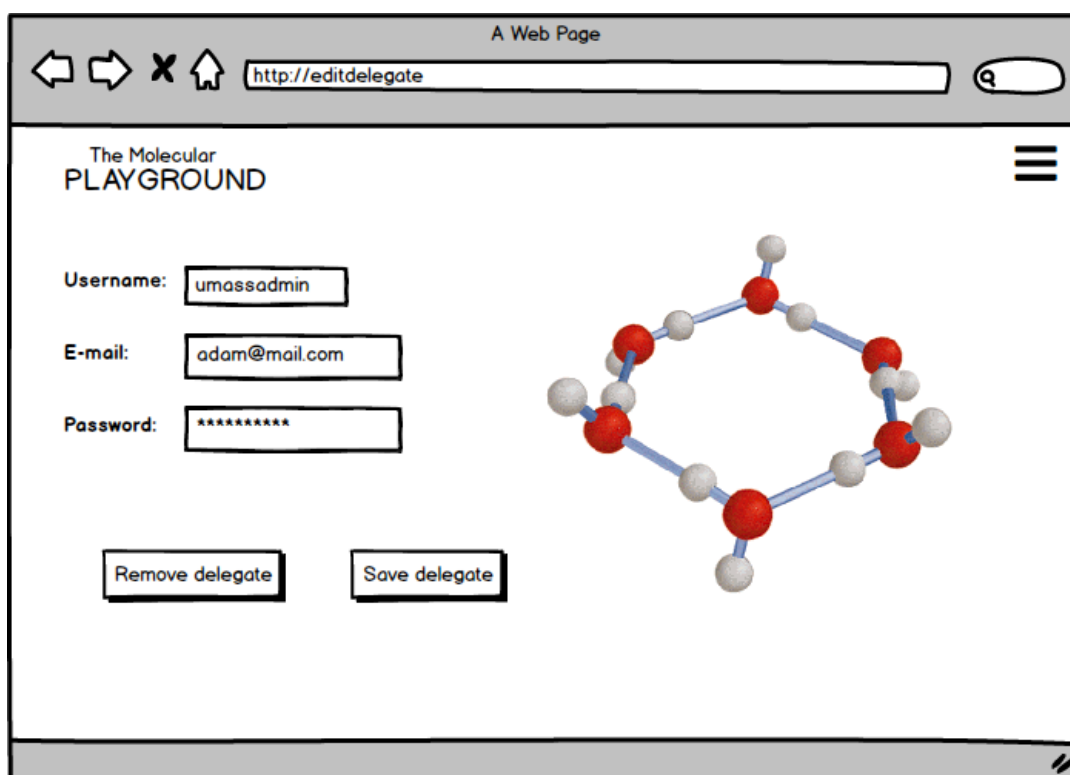 A Web Page
http://editdelegate
The Molecular
PLAYGROUND
Username: umassadmin
E-mail: adam@mail.com
Password: **********
Remove delegate Save delegate